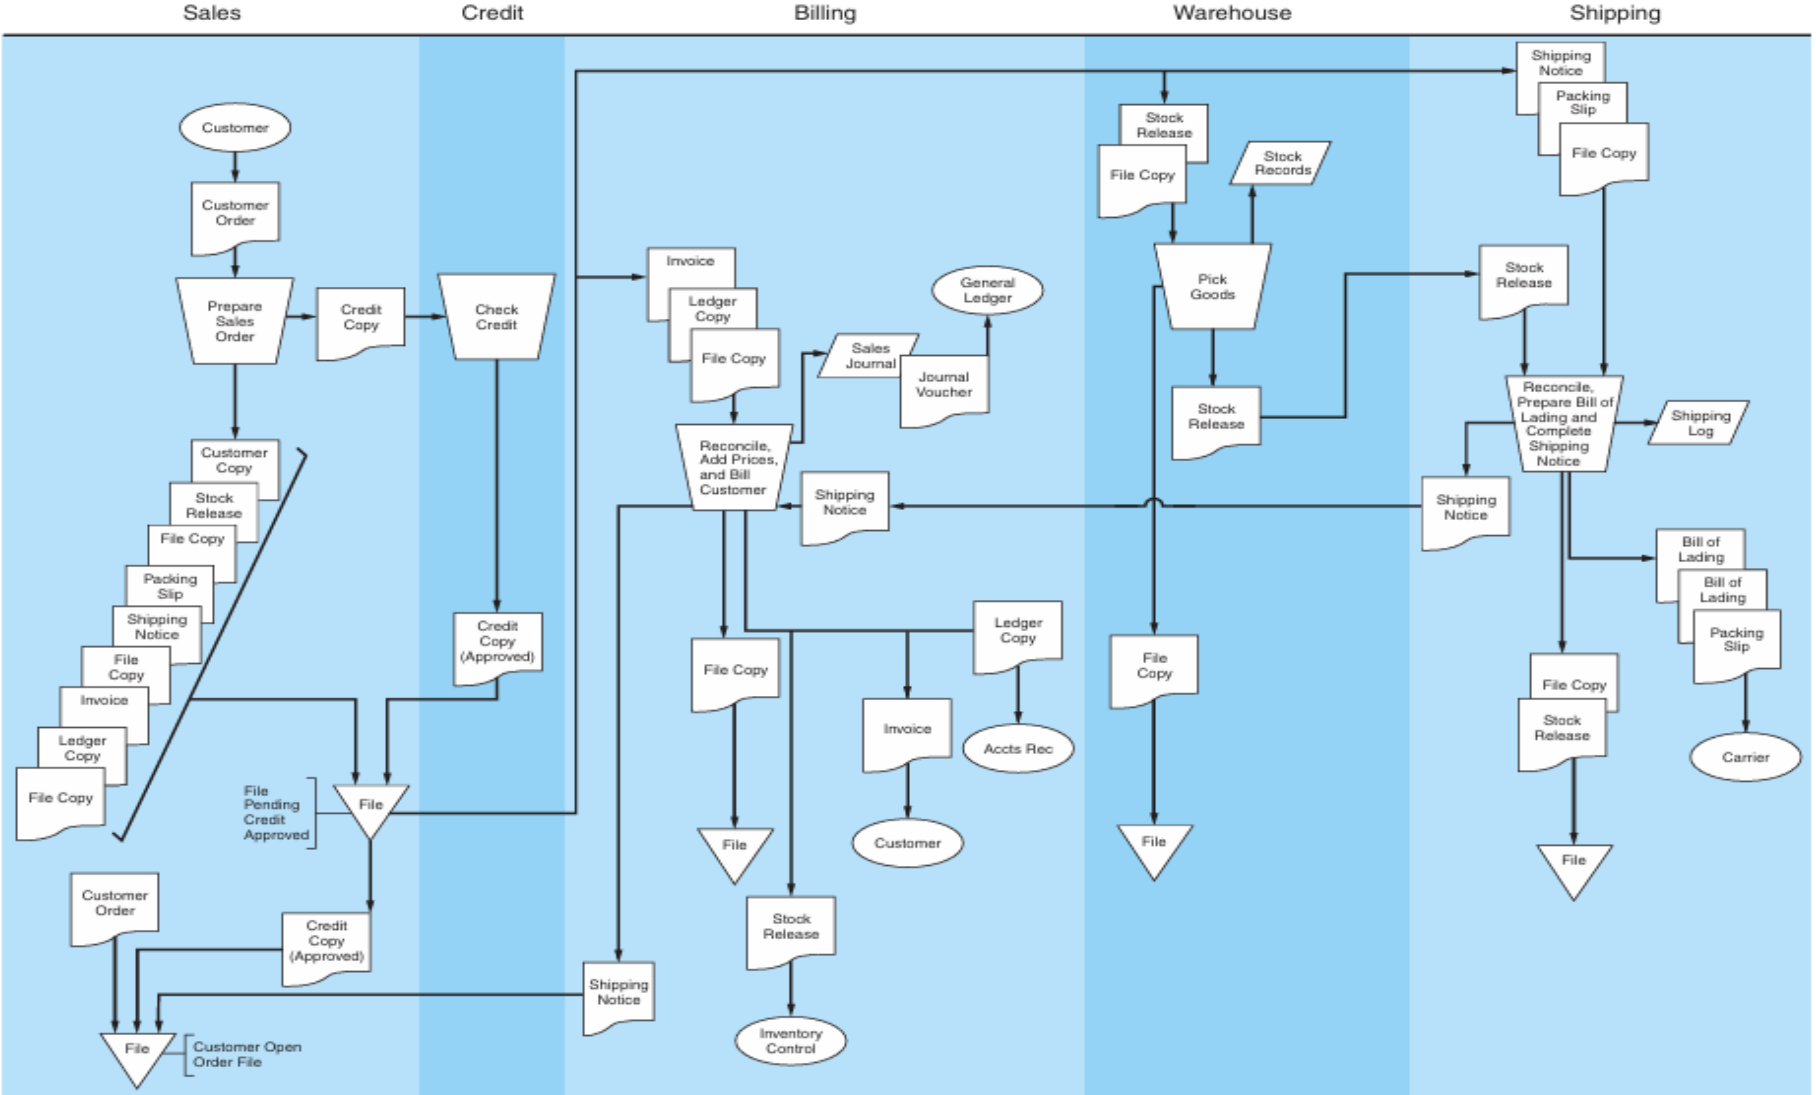 Sales
Credit
Billing
Warehouse
Shipping
Customer
Customer
Order
Prepare
Sales
Order
Credit
Copy
Customer
Copy
Stock
Release
File Copy
Packing
Slip
Shipping
Notice
File
Copy
Invoice
Ledger
Copy
File Copy
File
Pending
Credit
Approved
File
Customer
Order
Credit
Copy
(Approved)
File
Customer Open
Order File
Check
Credit
Credit
Copy
(Approved)
Invoice
Ledger
Copy
File Copy
Sales
Journal
Journal
Voucher
General
Ledger
Reconcile,
Add Prices,
and Bill
Customer
Shipping
Notice
File Copy
File
Ledger
Copy
Accts Rec
Invoice
Customer
Stock
Release
Inventory
Control
Shipping
Notice
Stock
Release
File Copy
Stock
Records
Pick
Goods
Stock
Release
File
Copy
File
Shipping
Notice
Packing
Slip
File Copy
Stock
Release
Reconcile,
Prepare Bill of
Lading and
Complete
Shipping
Notice
Shipping
Log
Shipping
Notice
Bill of
Lading
Bill of
Lading
Packing
Slip
Carrier
File Copy
Stock
Release
File